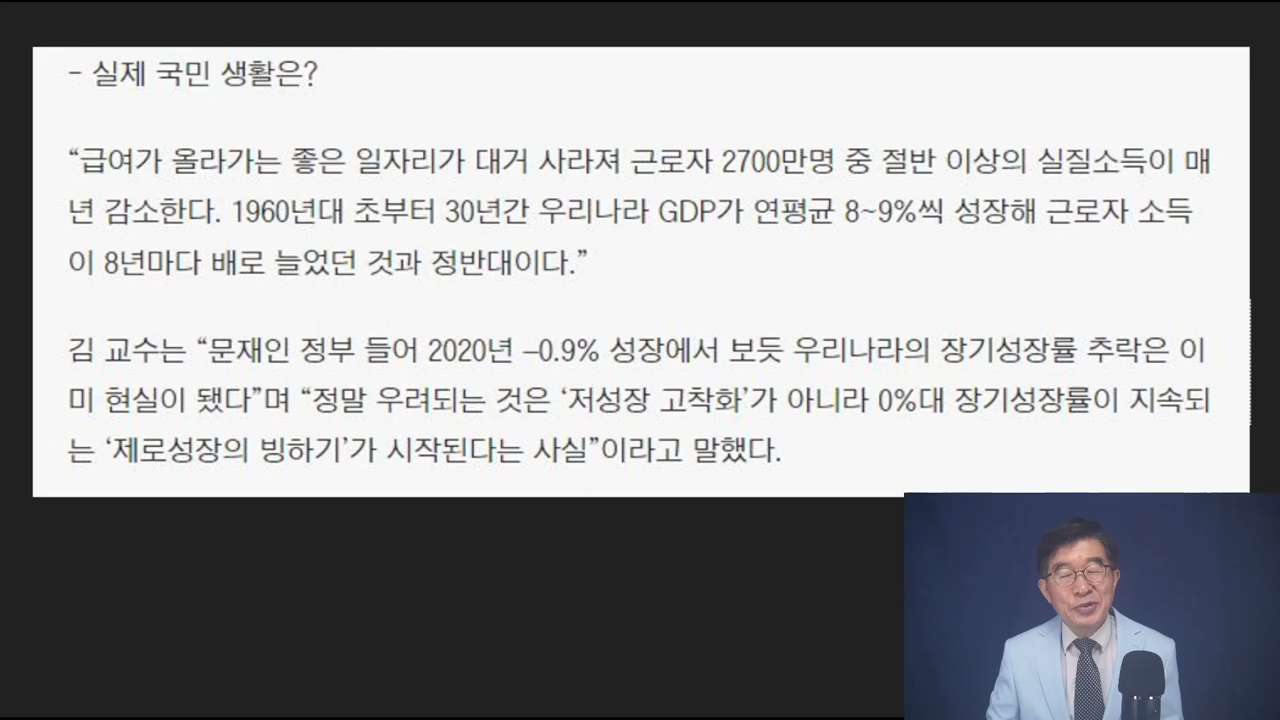 - 실제 국민 생활은?
“급여가 올라가는 좋은 일자리가 대거 사라져 근로자 2700만명 중 절반 이상의 실질소득이 매
년 감소한다. 1960년대 초부터 30년간 우리나라 GDP가 연평균 8~9%씩 성장해 근로자 소득
이 8년마다 배로 늘었던 것과 정반대이다.”
김 교수는 “문재인 정부 들어 2020년 –0.9% 성장에서 보듯 우리나라의 장기성장률 추락은 이
미 현실이 됐다”며 “정말 우려되는 것은 ‘저성장 고착화’가 아니라 0%대 장기성장률이 지속되
는 ‘제로성장의 빙하기’가 시작된다는 사실”이라고 말했다.